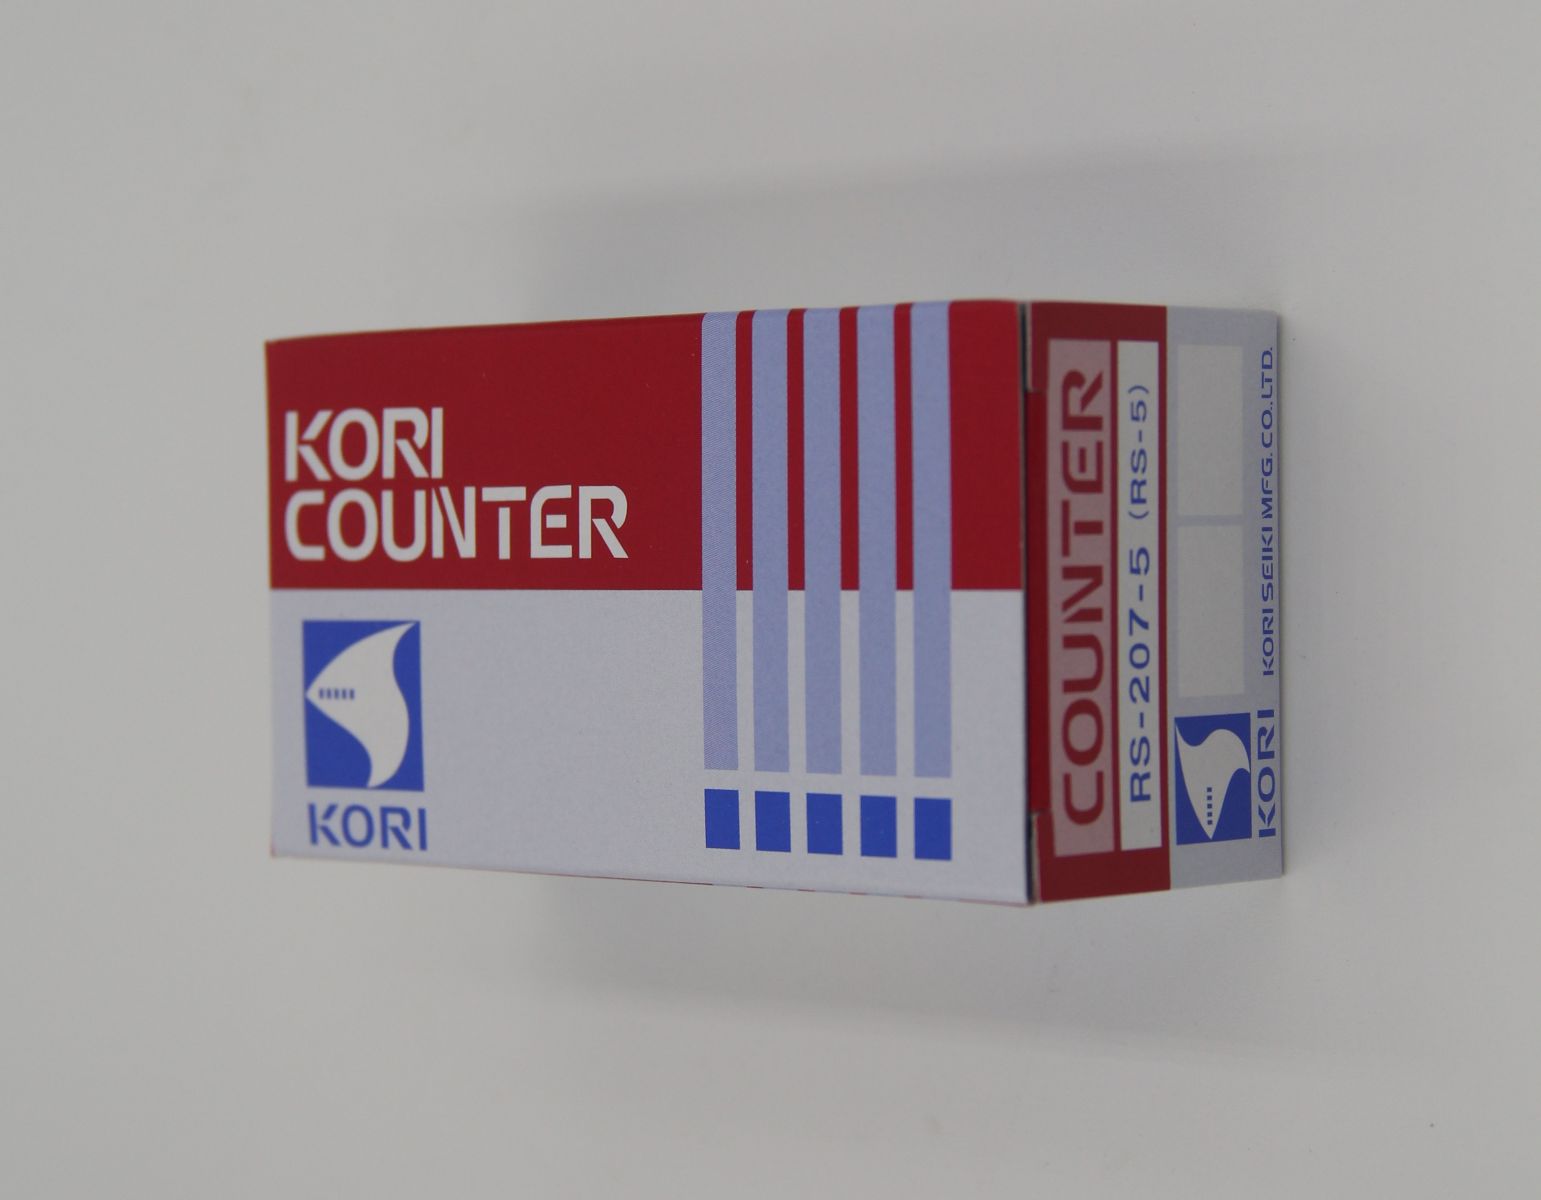 KORI
COUNTER
KORI
COUNTER
RS-207-5 (RS-5)
KORI KORI SEIKI MFG. CO.,LTD.